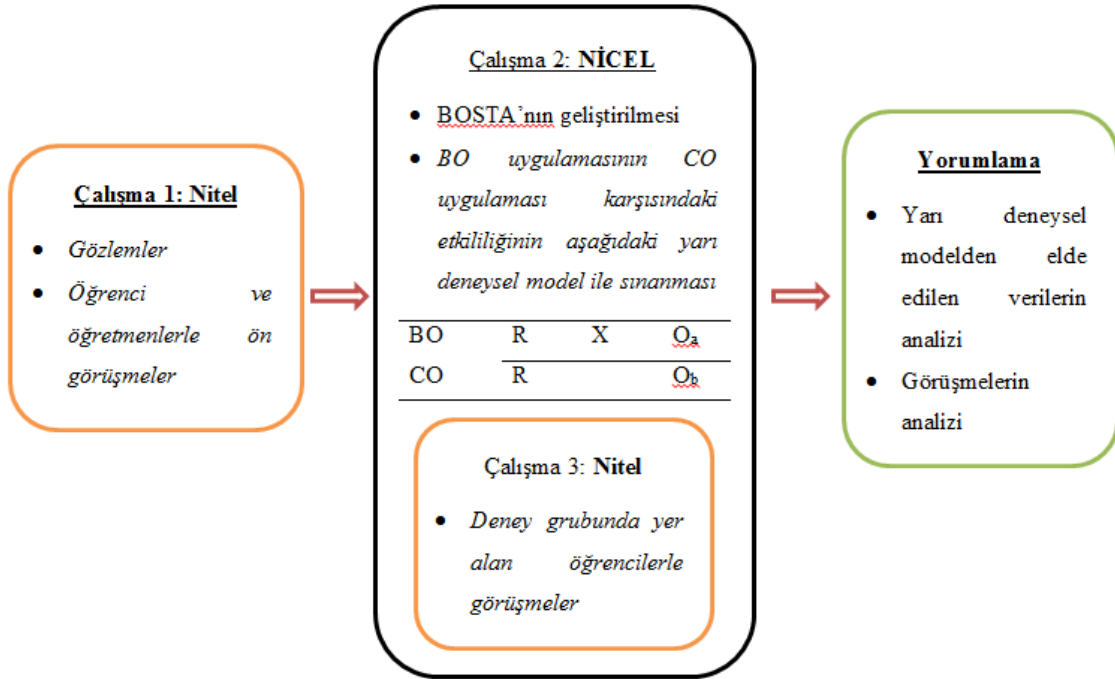 Çalışma 1: Nitel
• Gözlemler
• Öğrenci ve
öğretmenlerle ön
görüşmeler
Çalışma 2: NİCEL
• BOSTA’nın geliştirilmesi
• BO uygulamasının CO
uygulaması karşısındaki
etkililiğinin aşağıdaki yarı
deneysel model ile sınanması
BO R X Oₐ
CO R O_b
Çalışma 3: Nitel
• Deney grubunda yer
alan öğrencilerle
görüşmeler
Yorumlama
• Yarı deneysel
modelden elde
edilen verilerin
analizi
• Görüşmelerin
analizi